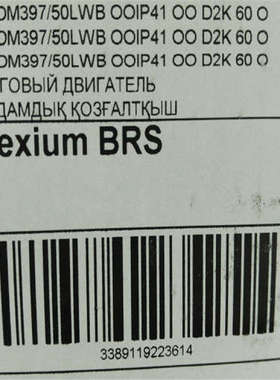 DM397/50LWB OOIP41 OO D2K 60 O
DM397/50LWB OOIP41 OO D2K 60 O
DM397/50LWB OOIP41 OO D2K 60 O
ГОВЫЙ ДВИГАТЕЛЬ
ДАМДЫҚ ҚОЗҒАЛТҚЫШ
exium BRS
3389119223614